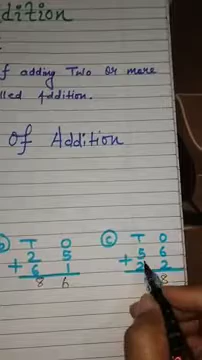 dition
f adding Two or more
lled Addition.
Of Addition
b T O
2 5
+ 6 1
8 6
c T O
5 6
+ 2 2
8